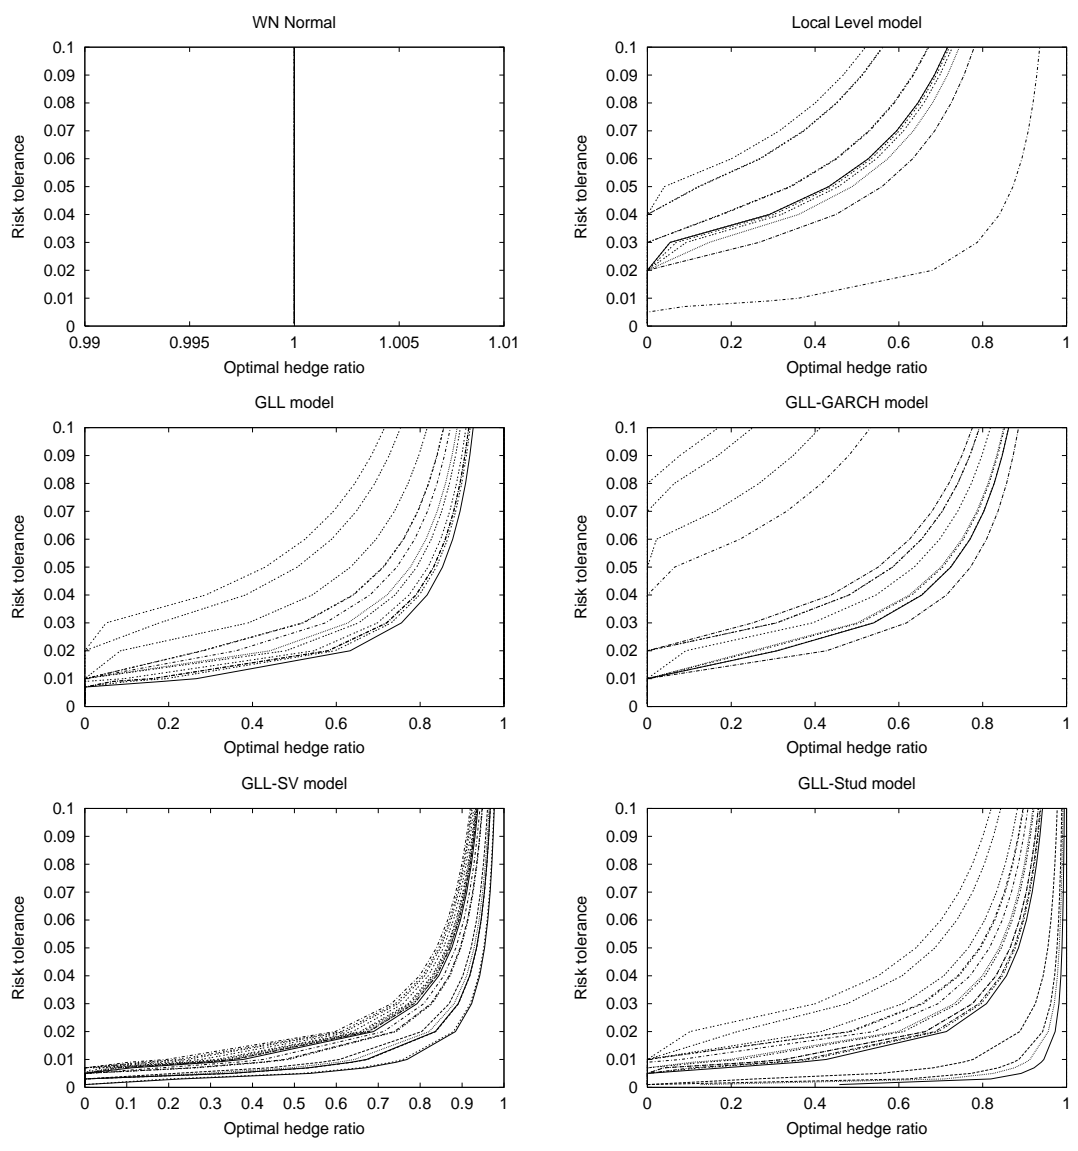 WN Normal
0.1
0.09
0.08
0.07
0.06
0.05
0.04
0.03
0.02
0.01
0
Risk tolerance
0.99 0.995 1 1.005 1.01
Optimal hedge ratio
Local Level model
0.1
0.09
0.08
0.07
0.06
0.05
0.04
0.03
0.02
0.01
0
Risk tolerance
0 0.2 0.4 0.6 0.8 1
Optimal hedge ratio
GLL model
0.1
0.09
0.08
0.07
0.06
0.05
0.04
0.03
0.02
0.01
0
Risk tolerance
0 0.2 0.4 0.6 0.8 1
Optimal hedge ratio
GLL-GARCH model
0.1
0.09
0.08
0.07
0.06
0.05
0.04
0.03
0.02
0.01
0
Risk tolerance
0 0.2 0.4 0.6 0.8 1
Optimal hedge ratio
GLL-SV model
0.1
0.09
0.08
0.07
0.06
0.05
0.04
0.03
0.02
0.01
0
Risk tolerance
0 0.1 0.2 0.3 0.4 0.5 0.6 0.7 0.8 0.9 1
Optimal hedge ratio
GLL-Stud model
0.1
0.09
0.08
0.07
0.06
0.05
0.04
0.03
0.02
0.01
0
Risk tolerance
0 0.2 0.4 0.6 0.8 1
Optimal hedge ratio